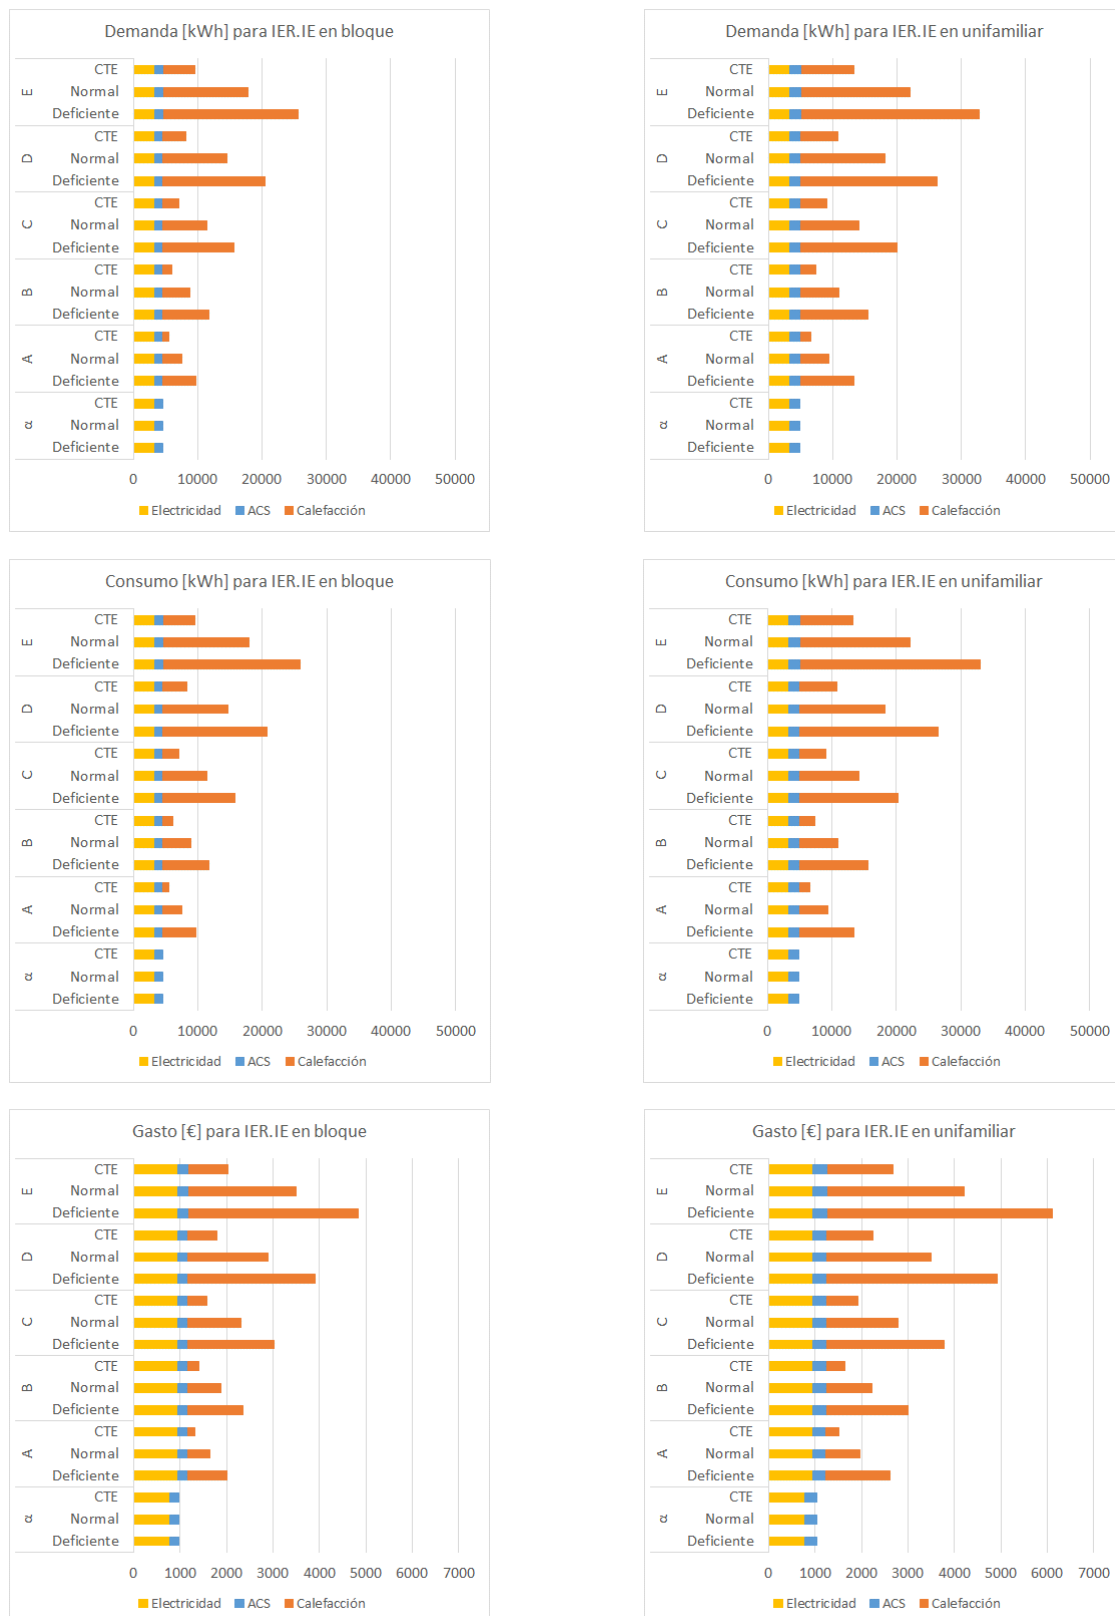 Demanda [kWh] para IER.IE en bloque
E
CTE
Normal
Deficiente
D
CTE
Normal
Deficiente
C
CTE
Normal
Deficiente
B
CTE
Normal
Deficiente
A
CTE
Normal
Deficiente
α
CTE
Normal
Deficiente
0 10000 20000 30000 40000 50000
Electricidad ACS Calefacción
Demanda [kWh] para IER.IE en unifamiliar
E
CTE
Normal
Deficiente
D
CTE
Normal
Deficiente
C
CTE
Normal
Deficiente
B
CTE
Normal
Deficiente
A
CTE
Normal
Deficiente
α
CTE
Normal
Deficiente
0 10000 20000 30000 40000 50000
Electricidad ACS Calefacción
Consumo [kWh] para IER.IE en bloque
E
CTE
Normal
Deficiente
D
CTE
Normal
Deficiente
C
CTE
Normal
Deficiente
B
CTE
Normal
Deficiente
A
CTE
Normal
Deficiente
α
CTE
Normal
Deficiente
0 10000 20000 30000 40000 50000
Electricidad ACS Calefacción
Consumo [kWh] para IER.IE en unifamiliar
E
CTE
Normal
Deficiente
D
CTE
Normal
Deficiente
C
CTE
Normal
Deficiente
B
CTE
Normal
Deficiente
A
CTE
Normal
Deficiente
α
CTE
Normal
Deficiente
0 10000 20000 30000 40000 50000
Electricidad ACS Calefacción
Gasto [€] para IER.IE en bloque
E
CTE
Normal
Deficiente
D
CTE
Normal
Deficiente
C
CTE
Normal
Deficiente
B
CTE
Normal
Deficiente
A
CTE
Normal
Deficiente
α
CTE
Normal
Deficiente
0 1000 2000 3000 4000 5000 6000 7000
Electricidad ACS Calefacción
Gasto [€] para IER.IE en unifamiliar
E
CTE
Normal
Deficiente
D
CTE
Normal
Deficiente
C
CTE
Normal
Deficiente
B
CTE
Normal
Deficiente
A
CTE
Normal
Deficiente
α
CTE
Normal
Deficiente
0 1000 2000 3000 4000 5000 6000 7000
Electricidad ACS Calefacción